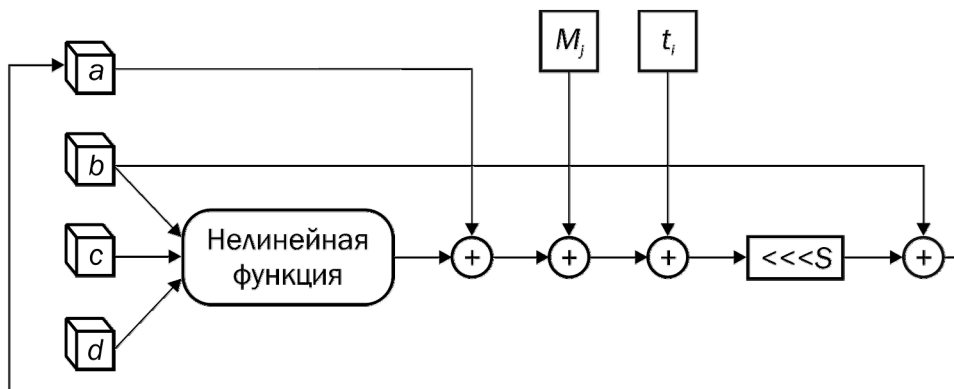 M_j
t_i
a
b
c
d
Нелинейная
функция
+
+
+
<<<S
+